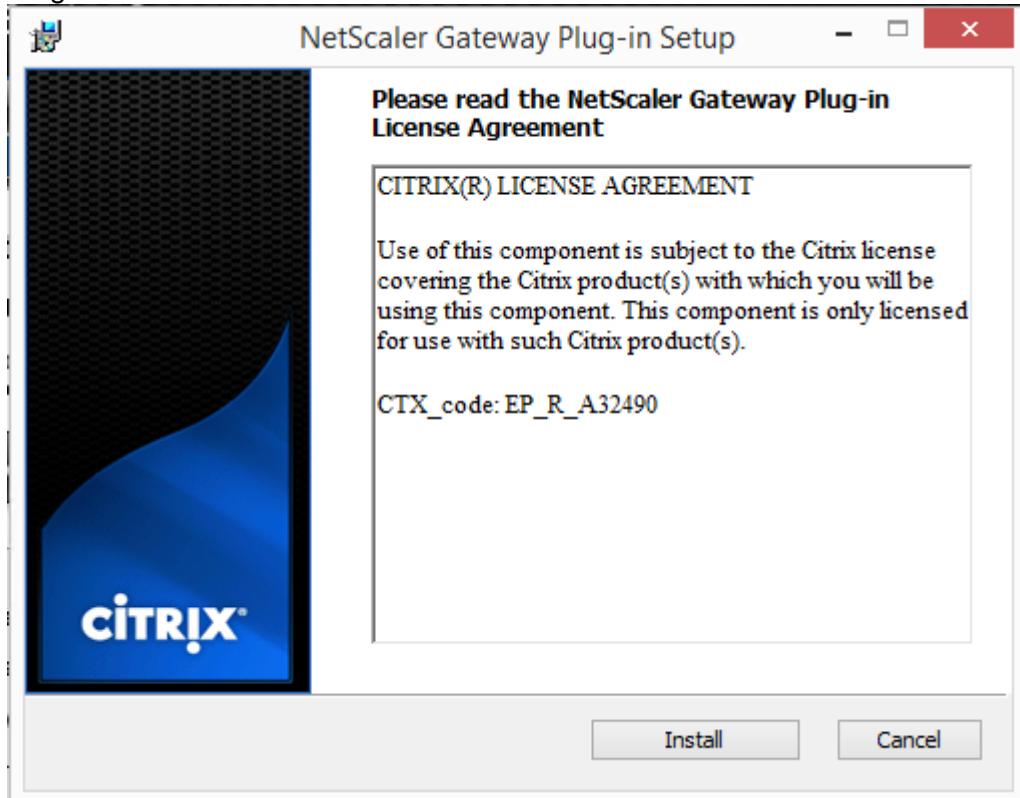 NetScaler Gateway Plug-in Setup
Please read the NetScaler Gateway Plug-in
License Agreement
CITRIX(R) LICENSE AGREEMENT
Use of this component is subject to the Citrix license
covering the Citrix product(s) with which you will be
using this component. This component is only licensed
for use with such Citrix product(s).
CTX_code: EP_R_A32490
CİTRỊX
Install
Cancel